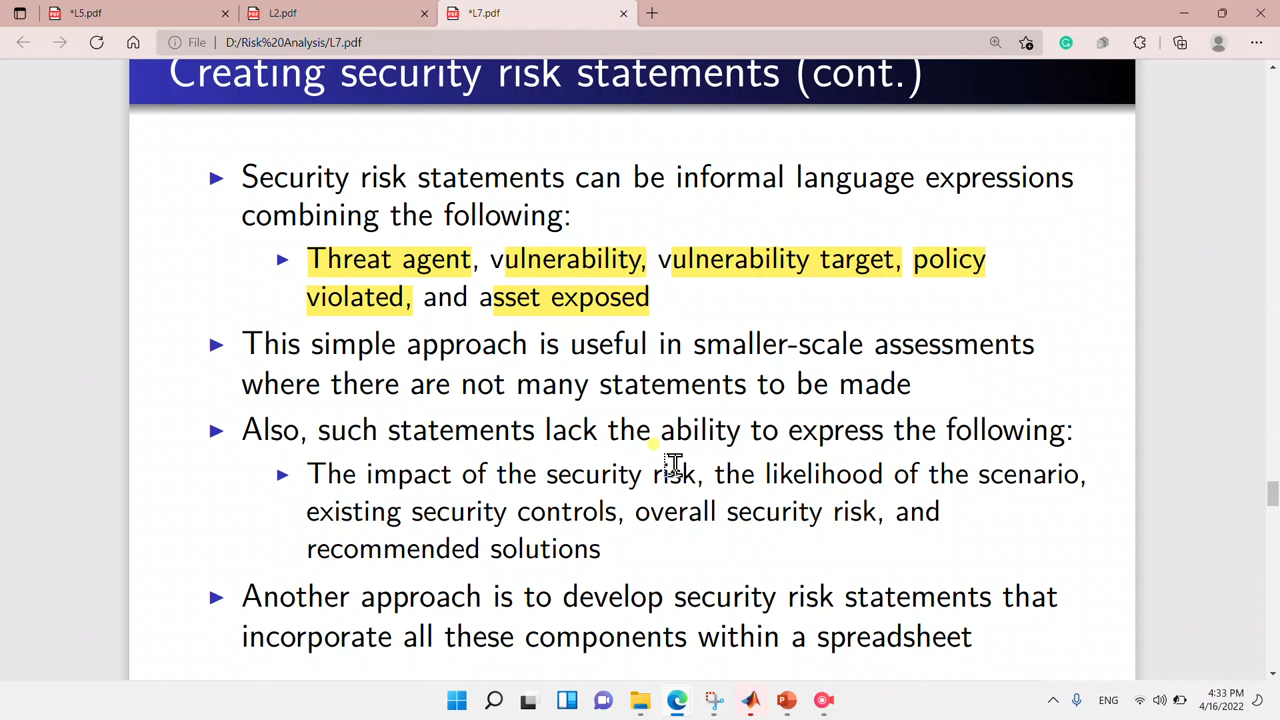 *L5.pdf
L2.pdf
*L7.pdf
File
D:/Risk%20Analysis/L7.pdf
Creating security risk statements (cont.)
Security risk statements can be informal language expressions
combining the following:
Threat agent, vulnerability, vulnerability target, policy
violated, and asset exposed
This simple approach is useful in smaller-scale assessments
where there are not many statements to be made
Also, such statements lack the ability to express the following:
The impact of the security risk, the likelihood of the scenario,
existing security controls, overall security risk, and
recommended solutions
Another approach is to develop security risk statements that
incorporate all these components within a spreadsheet
ENG
4:33 PM
4/16/2022